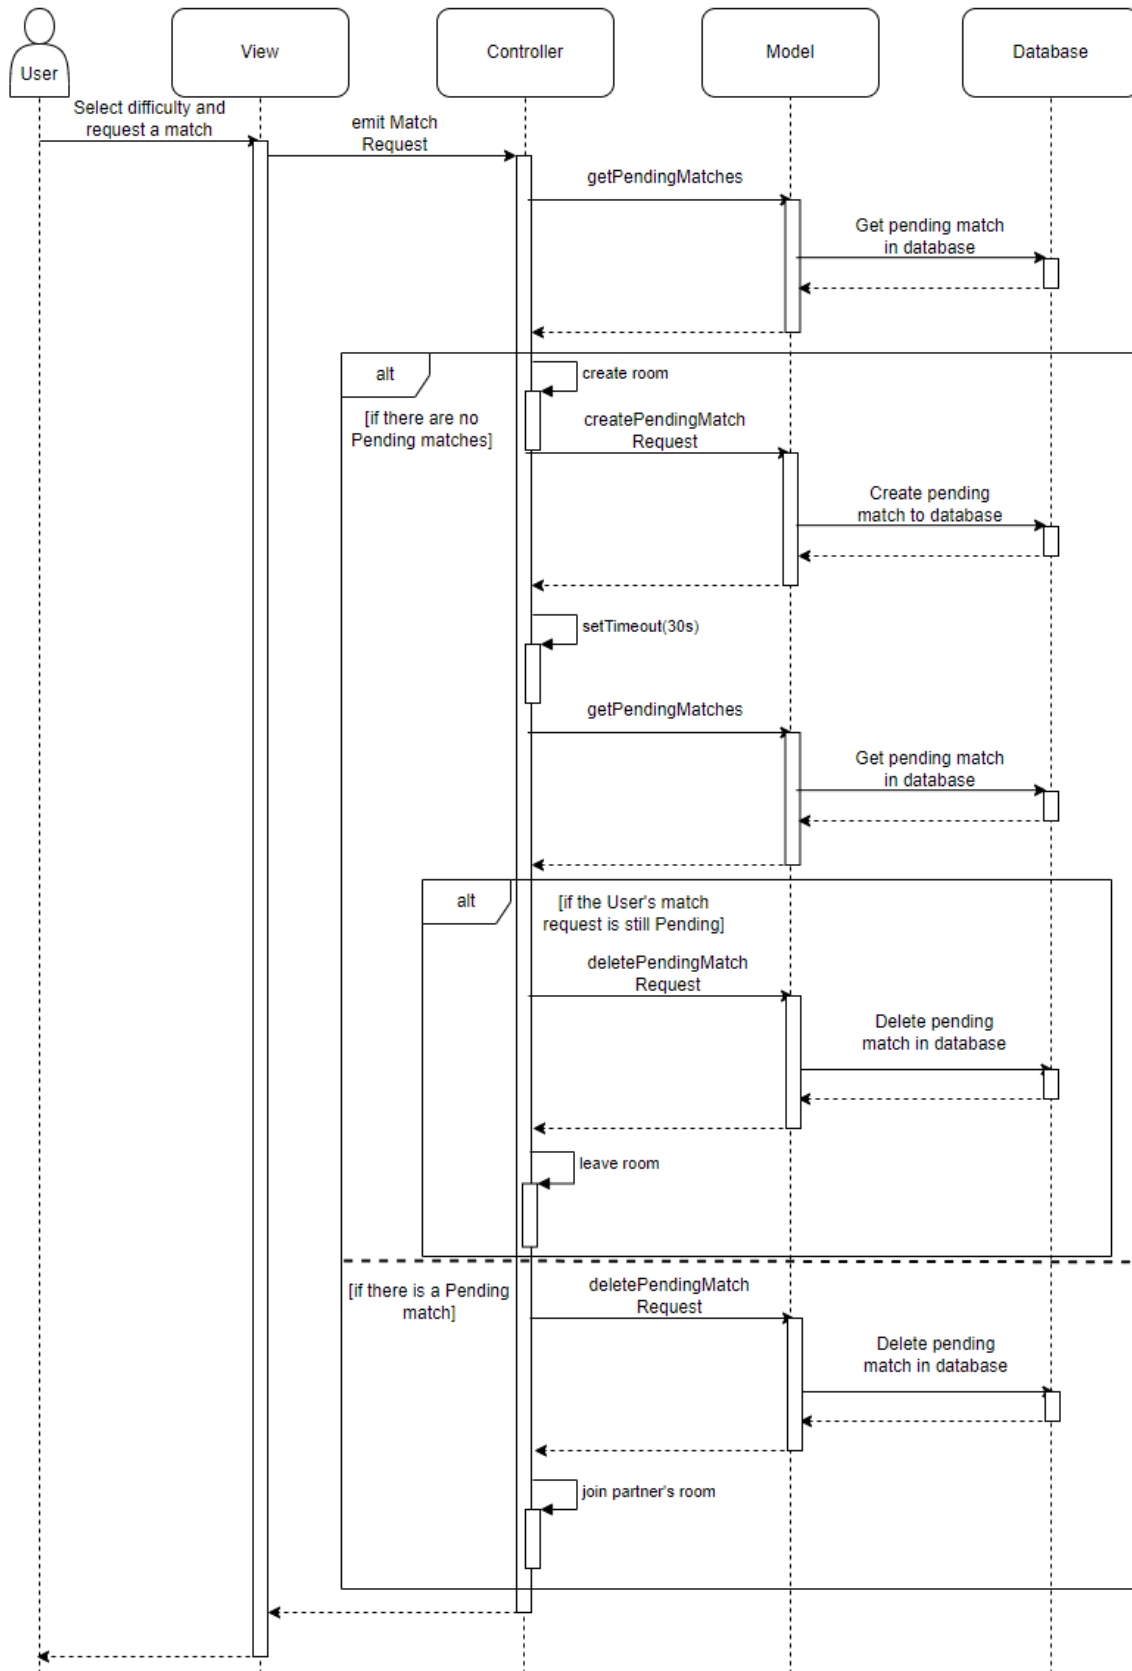 User
View
Controller
Model
Database
Select difficulty and
request a match
emit Match
Request
getPendingMatches
Get pending match
in database
alt
create room
[if there are no
Pending matches]
createPendingMatch
Request
Create pending
match to database
setTimeout(30s)
getPendingMatches
Get pending match
in database
alt
[if the User's match
request is still Pending]
deletePendingMatch
Request
Delete pending
match in database
leave room
[if there is a Pending
match]
deletePendingMatch
Request
Delete pending
match in database
join partner's room